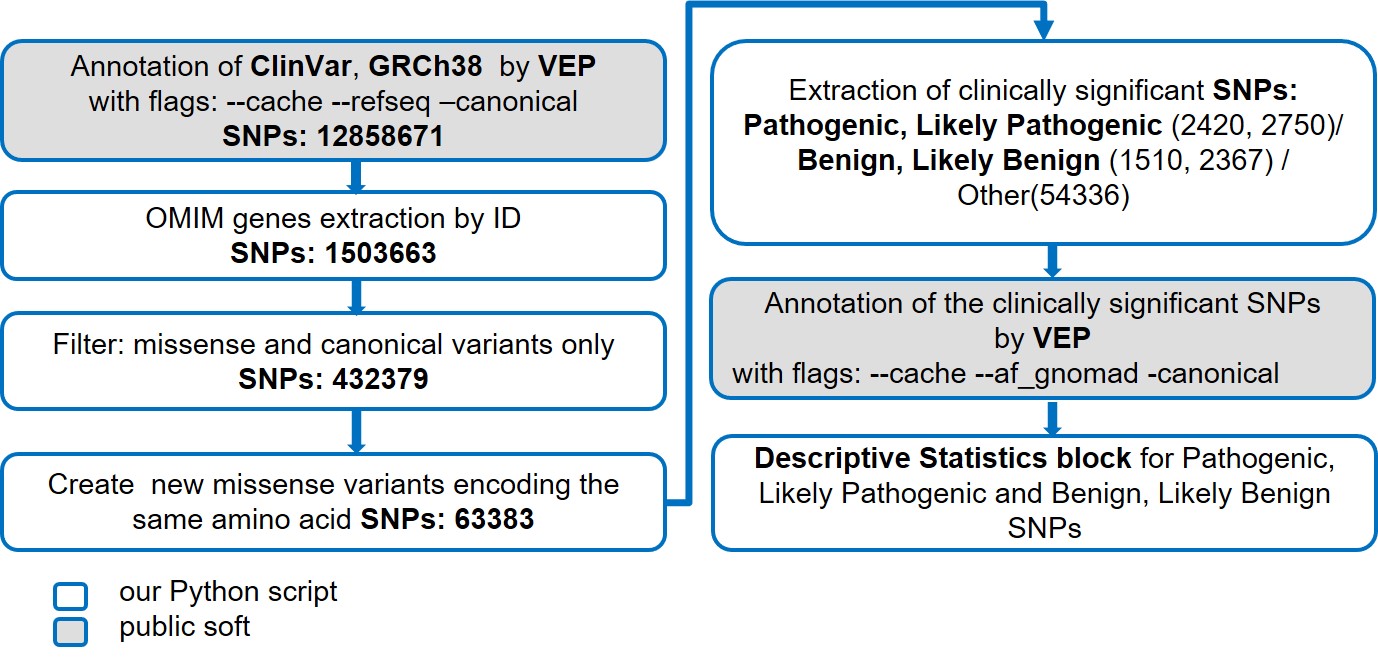 Annotation of ClinVar, GRCh38 by VEP
with flags: --cache --refseq –canonical
SNPs: 12858671
OMIM genes extraction by ID
SNPs: 1503663
Filter: missense and canonical variants only
SNPs: 432379
Create new missense variants encoding the
same amino acid SNPs: 63383
Extraction of clinically significant SNPs:
Pathogenic, Likely Pathogenic (2420, 2750)/
Benign, Likely Benign (1510, 2367) /
Other(54336)
Annotation of the clinically significant SNPs
by VEP
with flags: --cache --af_gnomad -canonical
Descriptive Statistics block for Pathogenic,
Likely Pathogenic and Benign, Likely Benign
SNPs
our Python script
public soft